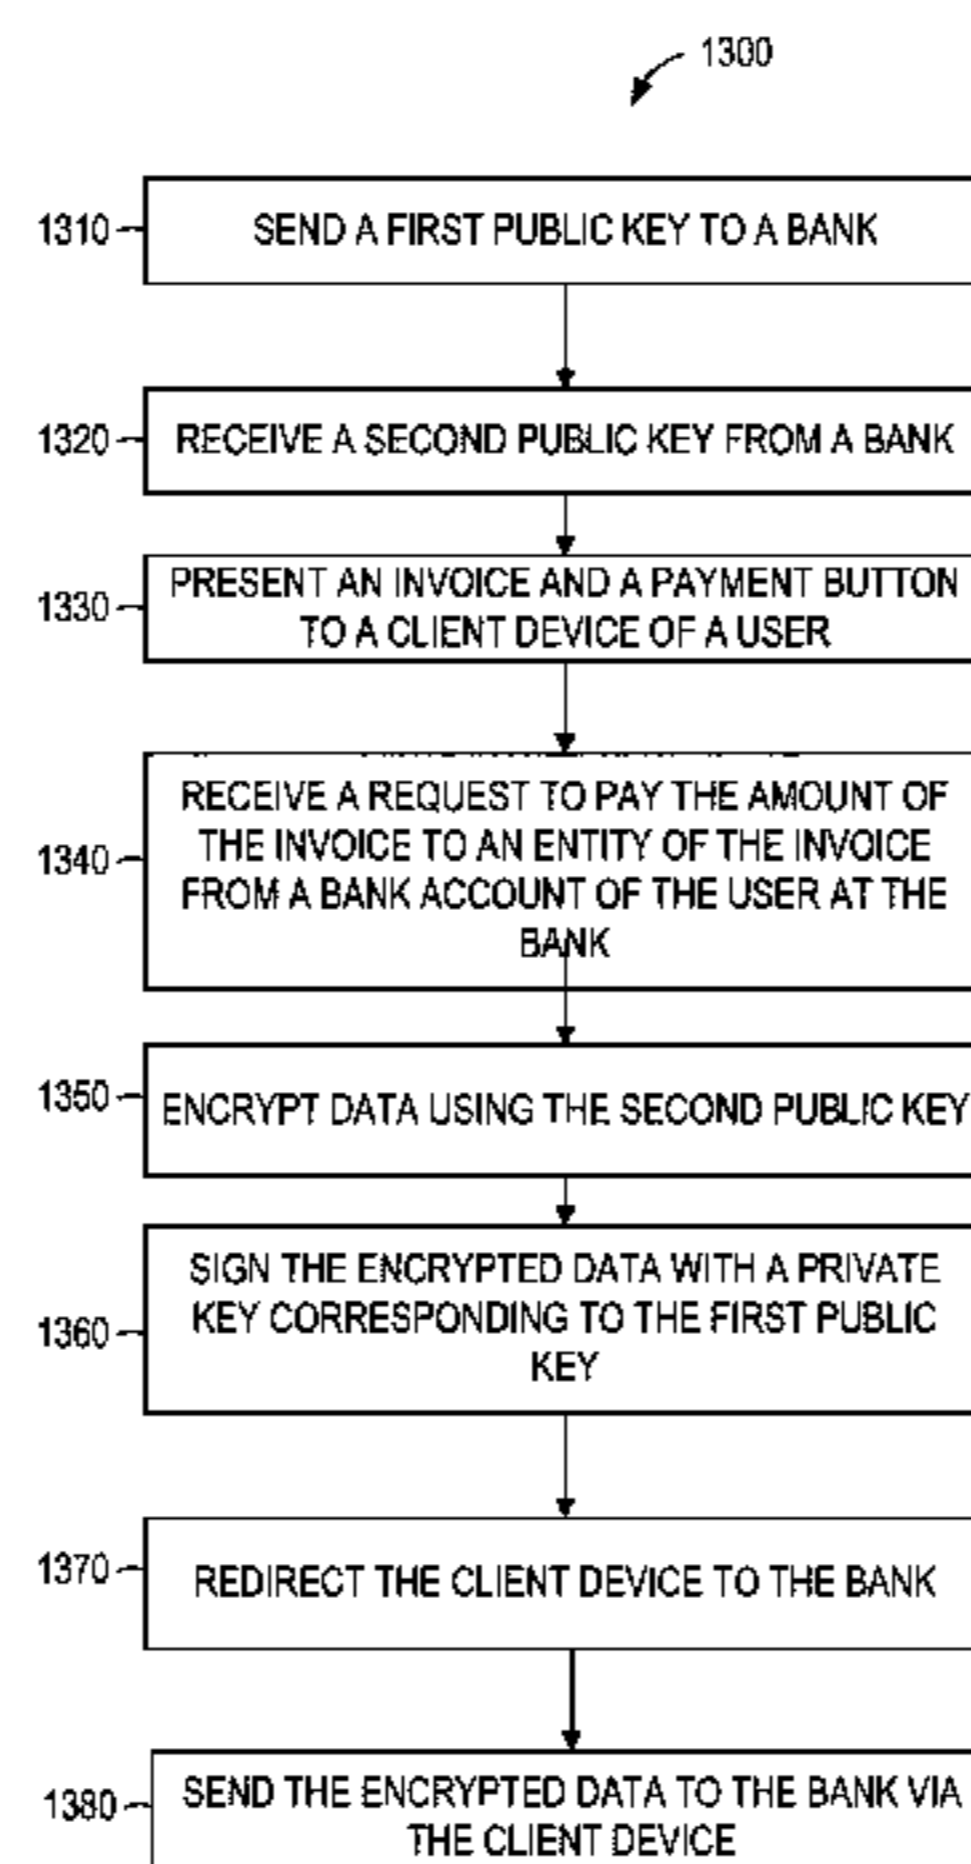 1300
1310
SEND A FIRST PUBLIC KEY TO A BANK
1320
RECEIVE A SECOND PUBLIC KEY FROM A BANK
1330
PRESENT AN INVOICE AND A PAYMENT BUTTON
TO A CLIENT DEVICE OF A USER
1340
RECEIVE A REQUEST TO PAY THE AMOUNT OF
THE INVOICE TO AN ENTITY OF THE INVOICE
FROM A BANK ACCOUNT OF THE USER AT THE
BANK
1350
ENCRYPT DATA USING THE SECOND PUBLIC KEY
1360
SIGN THE ENCRYPTED DATA WITH A PRIVATE
KEY CORRESPONDING TO THE FIRST PUBLIC
KEY
1370
REDIRECT THE CLIENT DEVICE TO THE BANK
1380
SEND THE ENCRYPTED DATA TO THE BANK VIA
THE CLIENT DEVICE